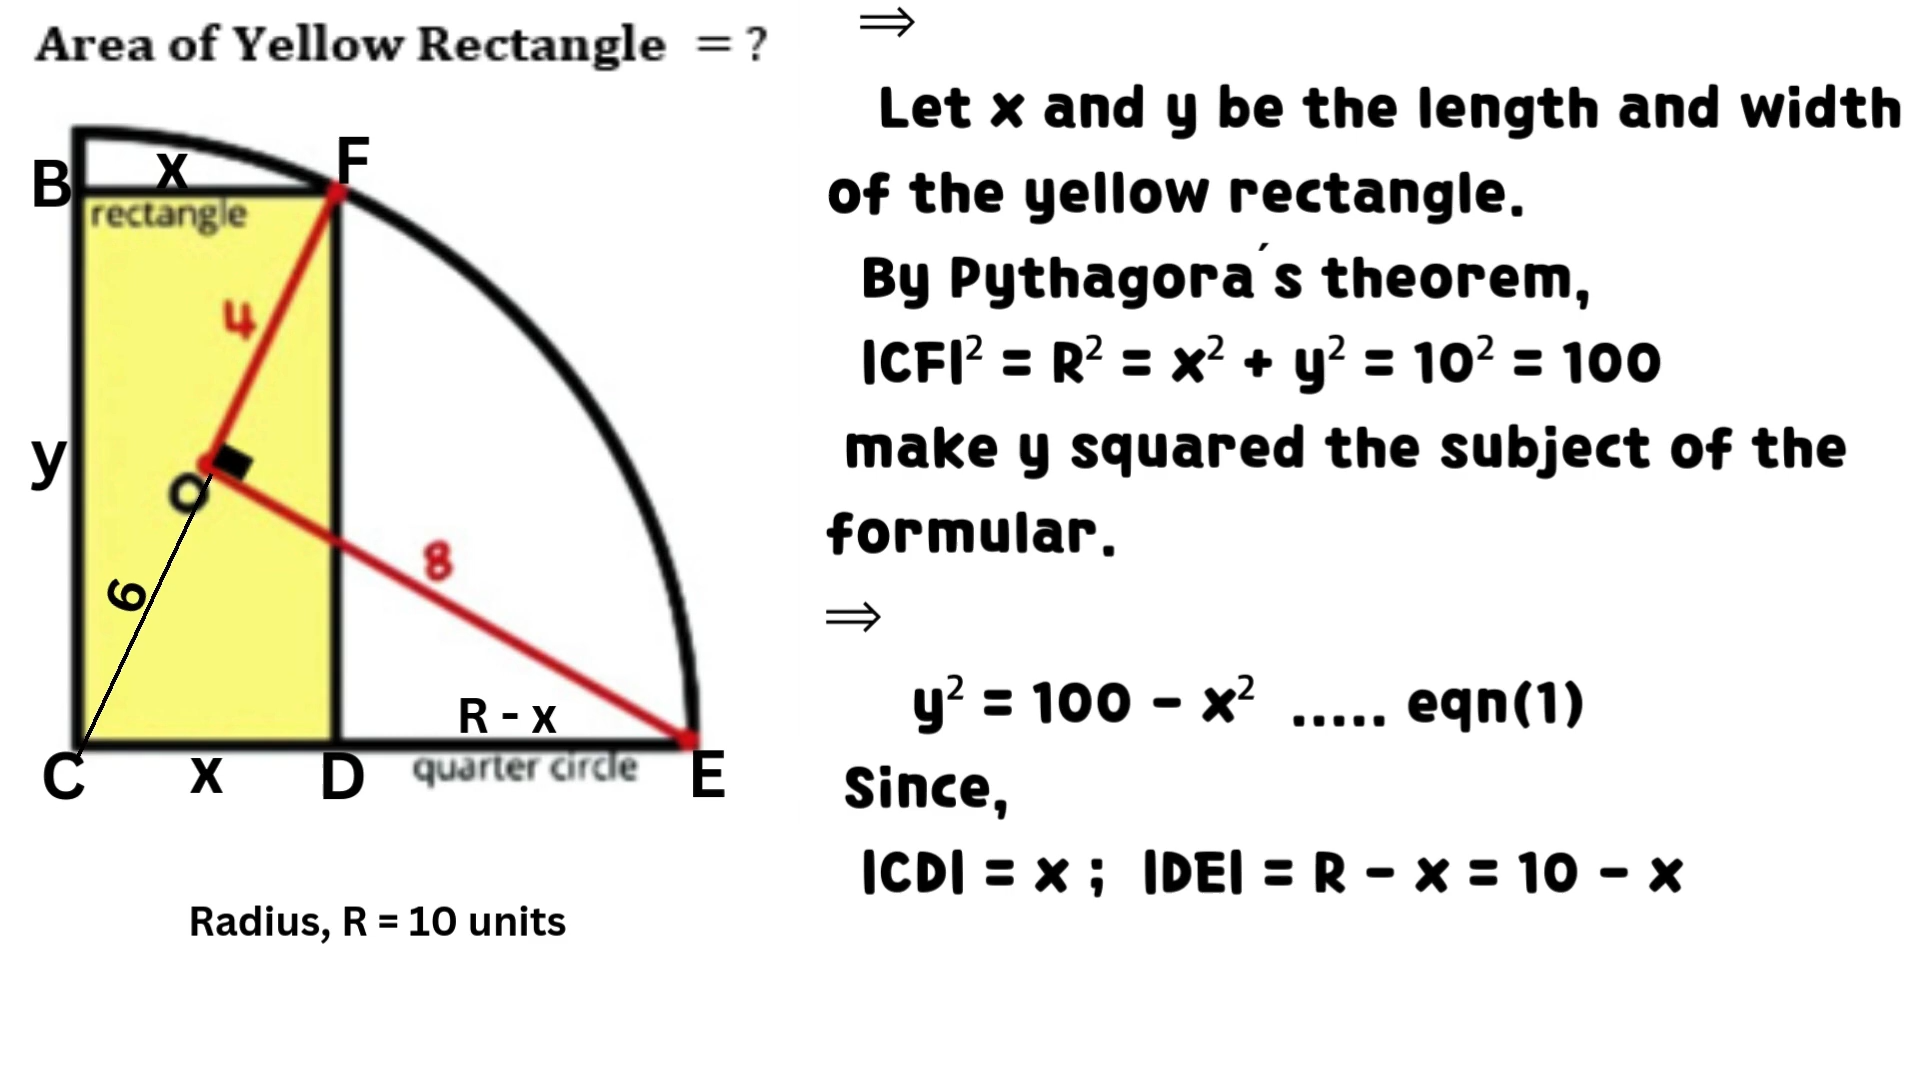 Area of Yellow Rectangle = ?
B
x
F
rectangle
4
y
O
8
6
R - x
C
x
D
quarter circle
E
Radius, R = 10 units
⇒
Let x and y be the length and width
of the yellow rectangle.
By Pythagora´s theorem,
|CF|² = R² = x² + y² = 10² = 100
make y squared the subject of the
formular.
⇒
y² = 100 - x² ..... eqn(1)
Since,
|CD| = x ; |DE| = R - x = 10 - x